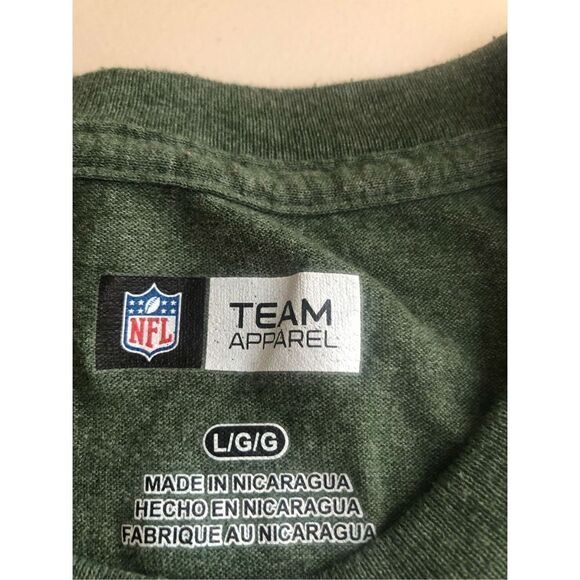 NFL
TEAM
APPAREL
L/G/G
MADE IN NICARAGUA
HECHO EN NICARAGUA
FABRIQUE AU NICARAGUA